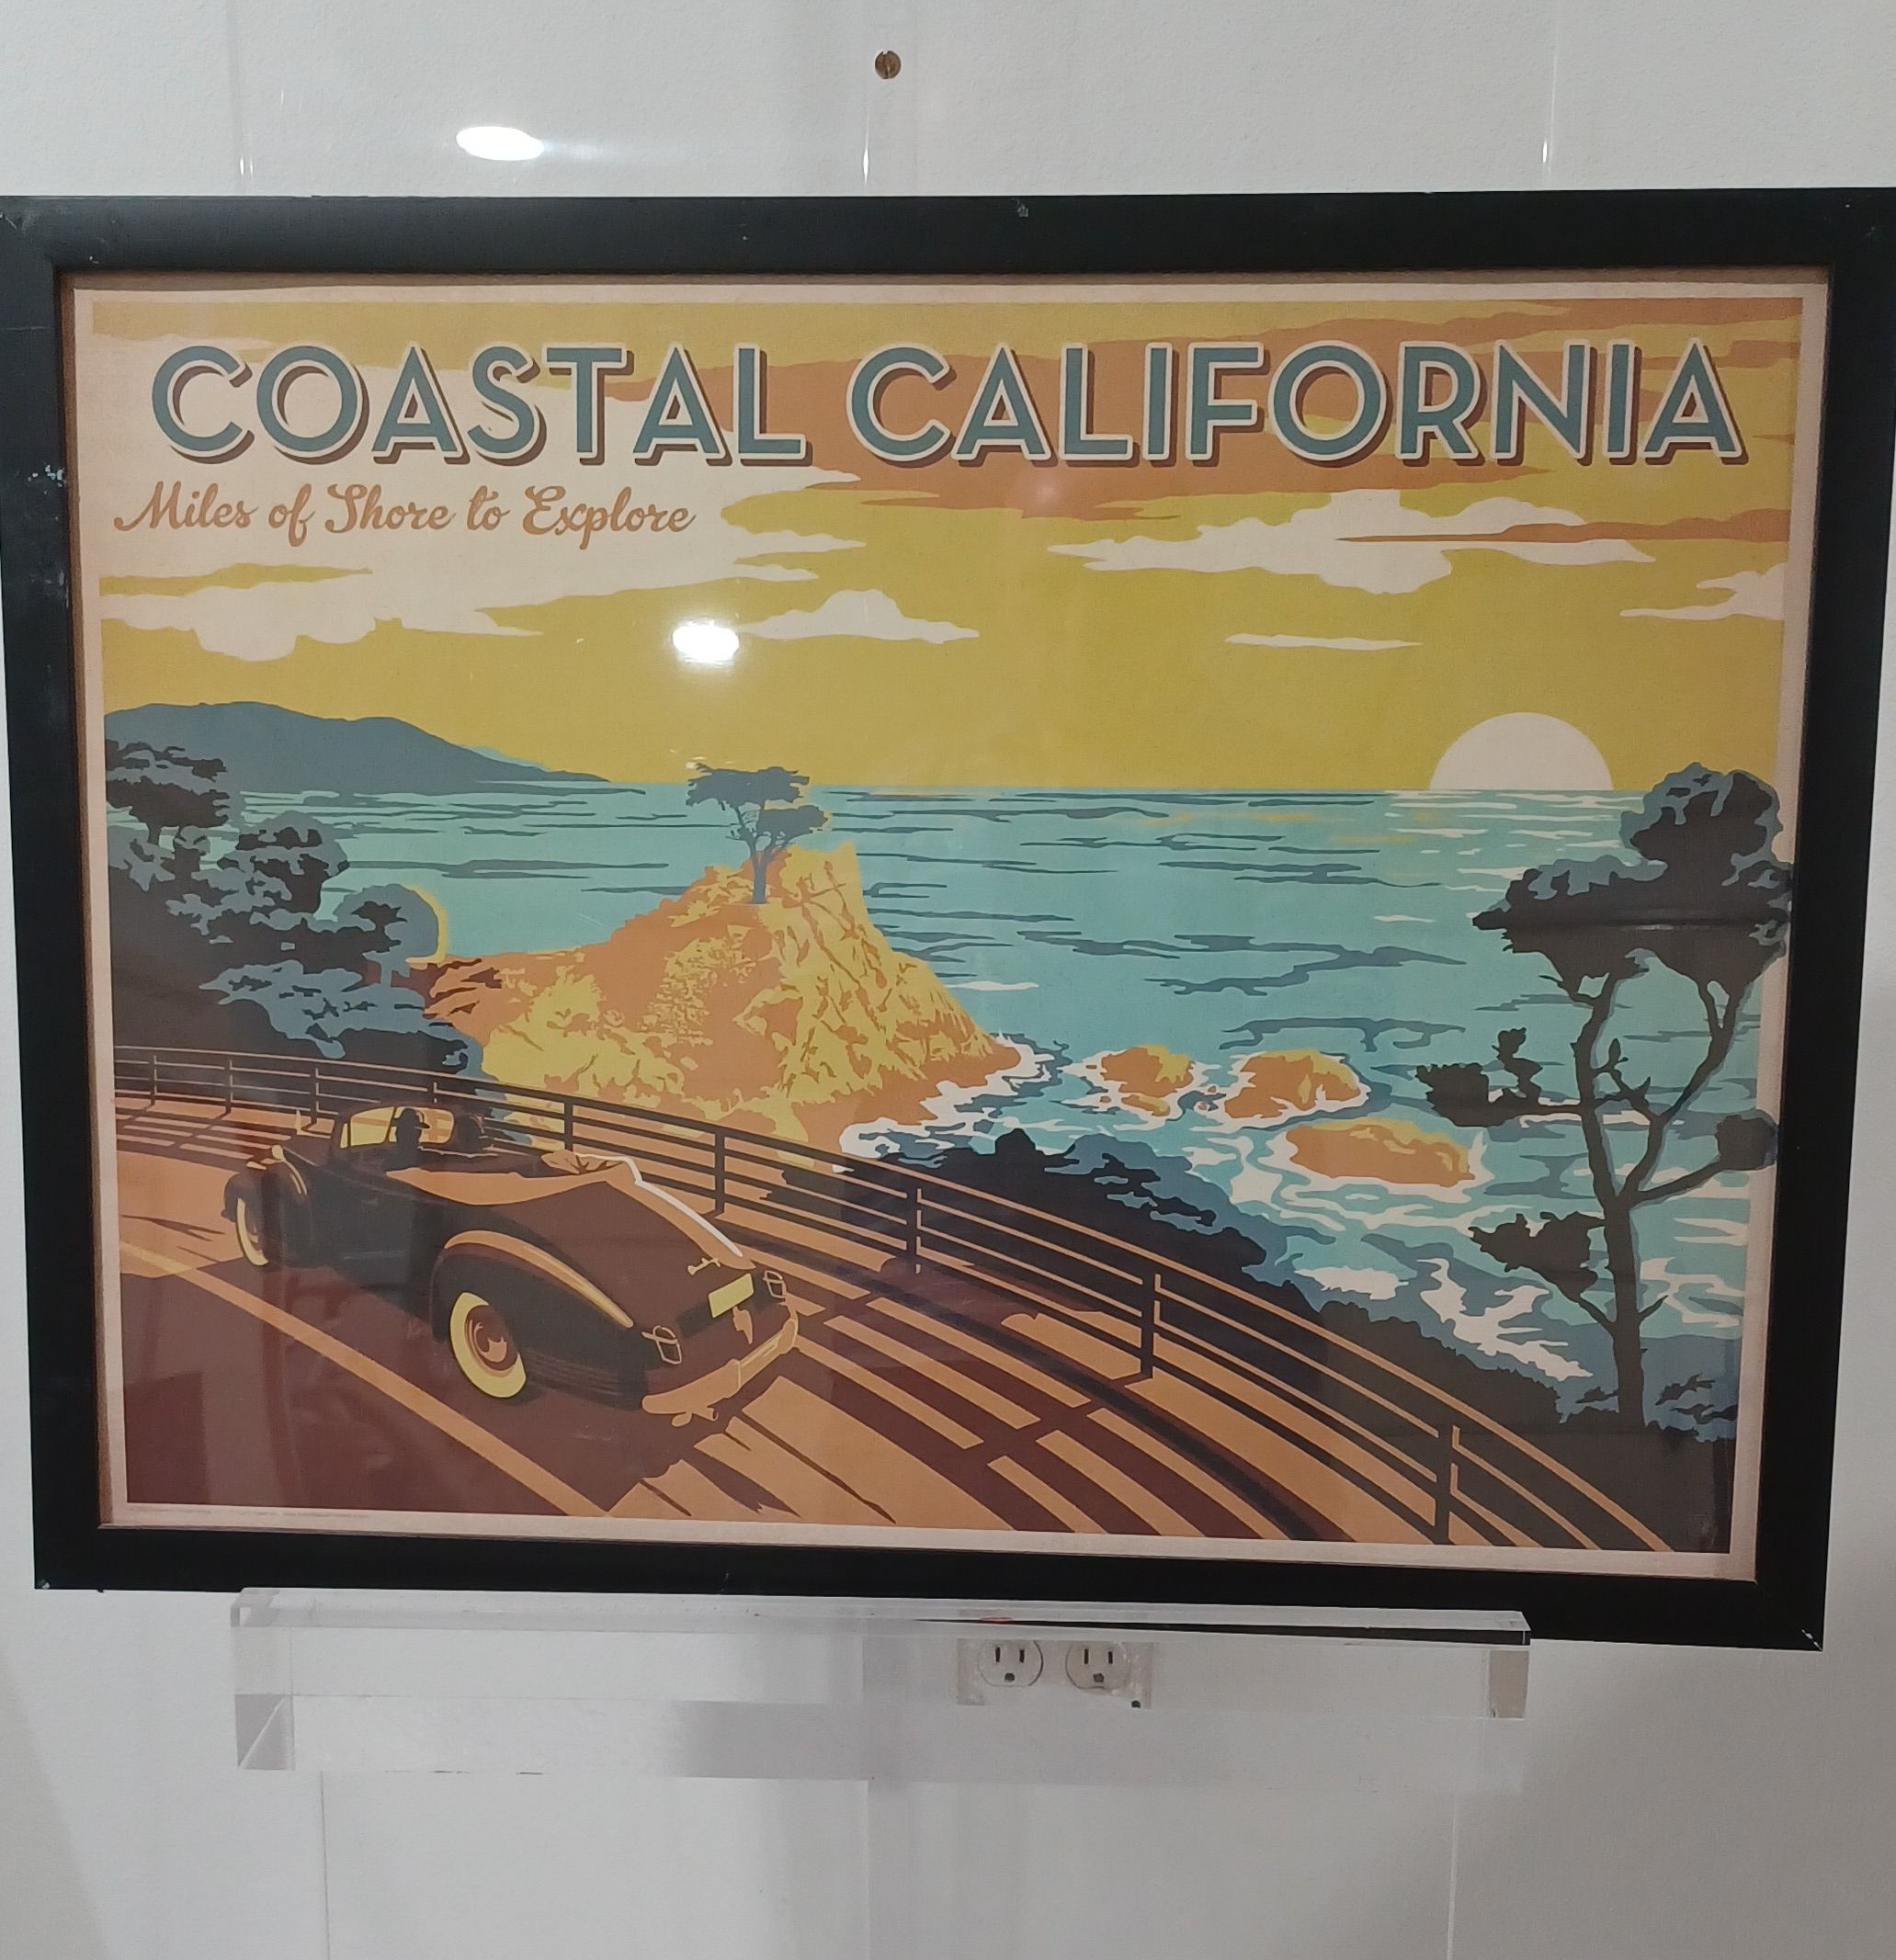 COASTAL CALIFORNIA
Miles of Shore to Explore